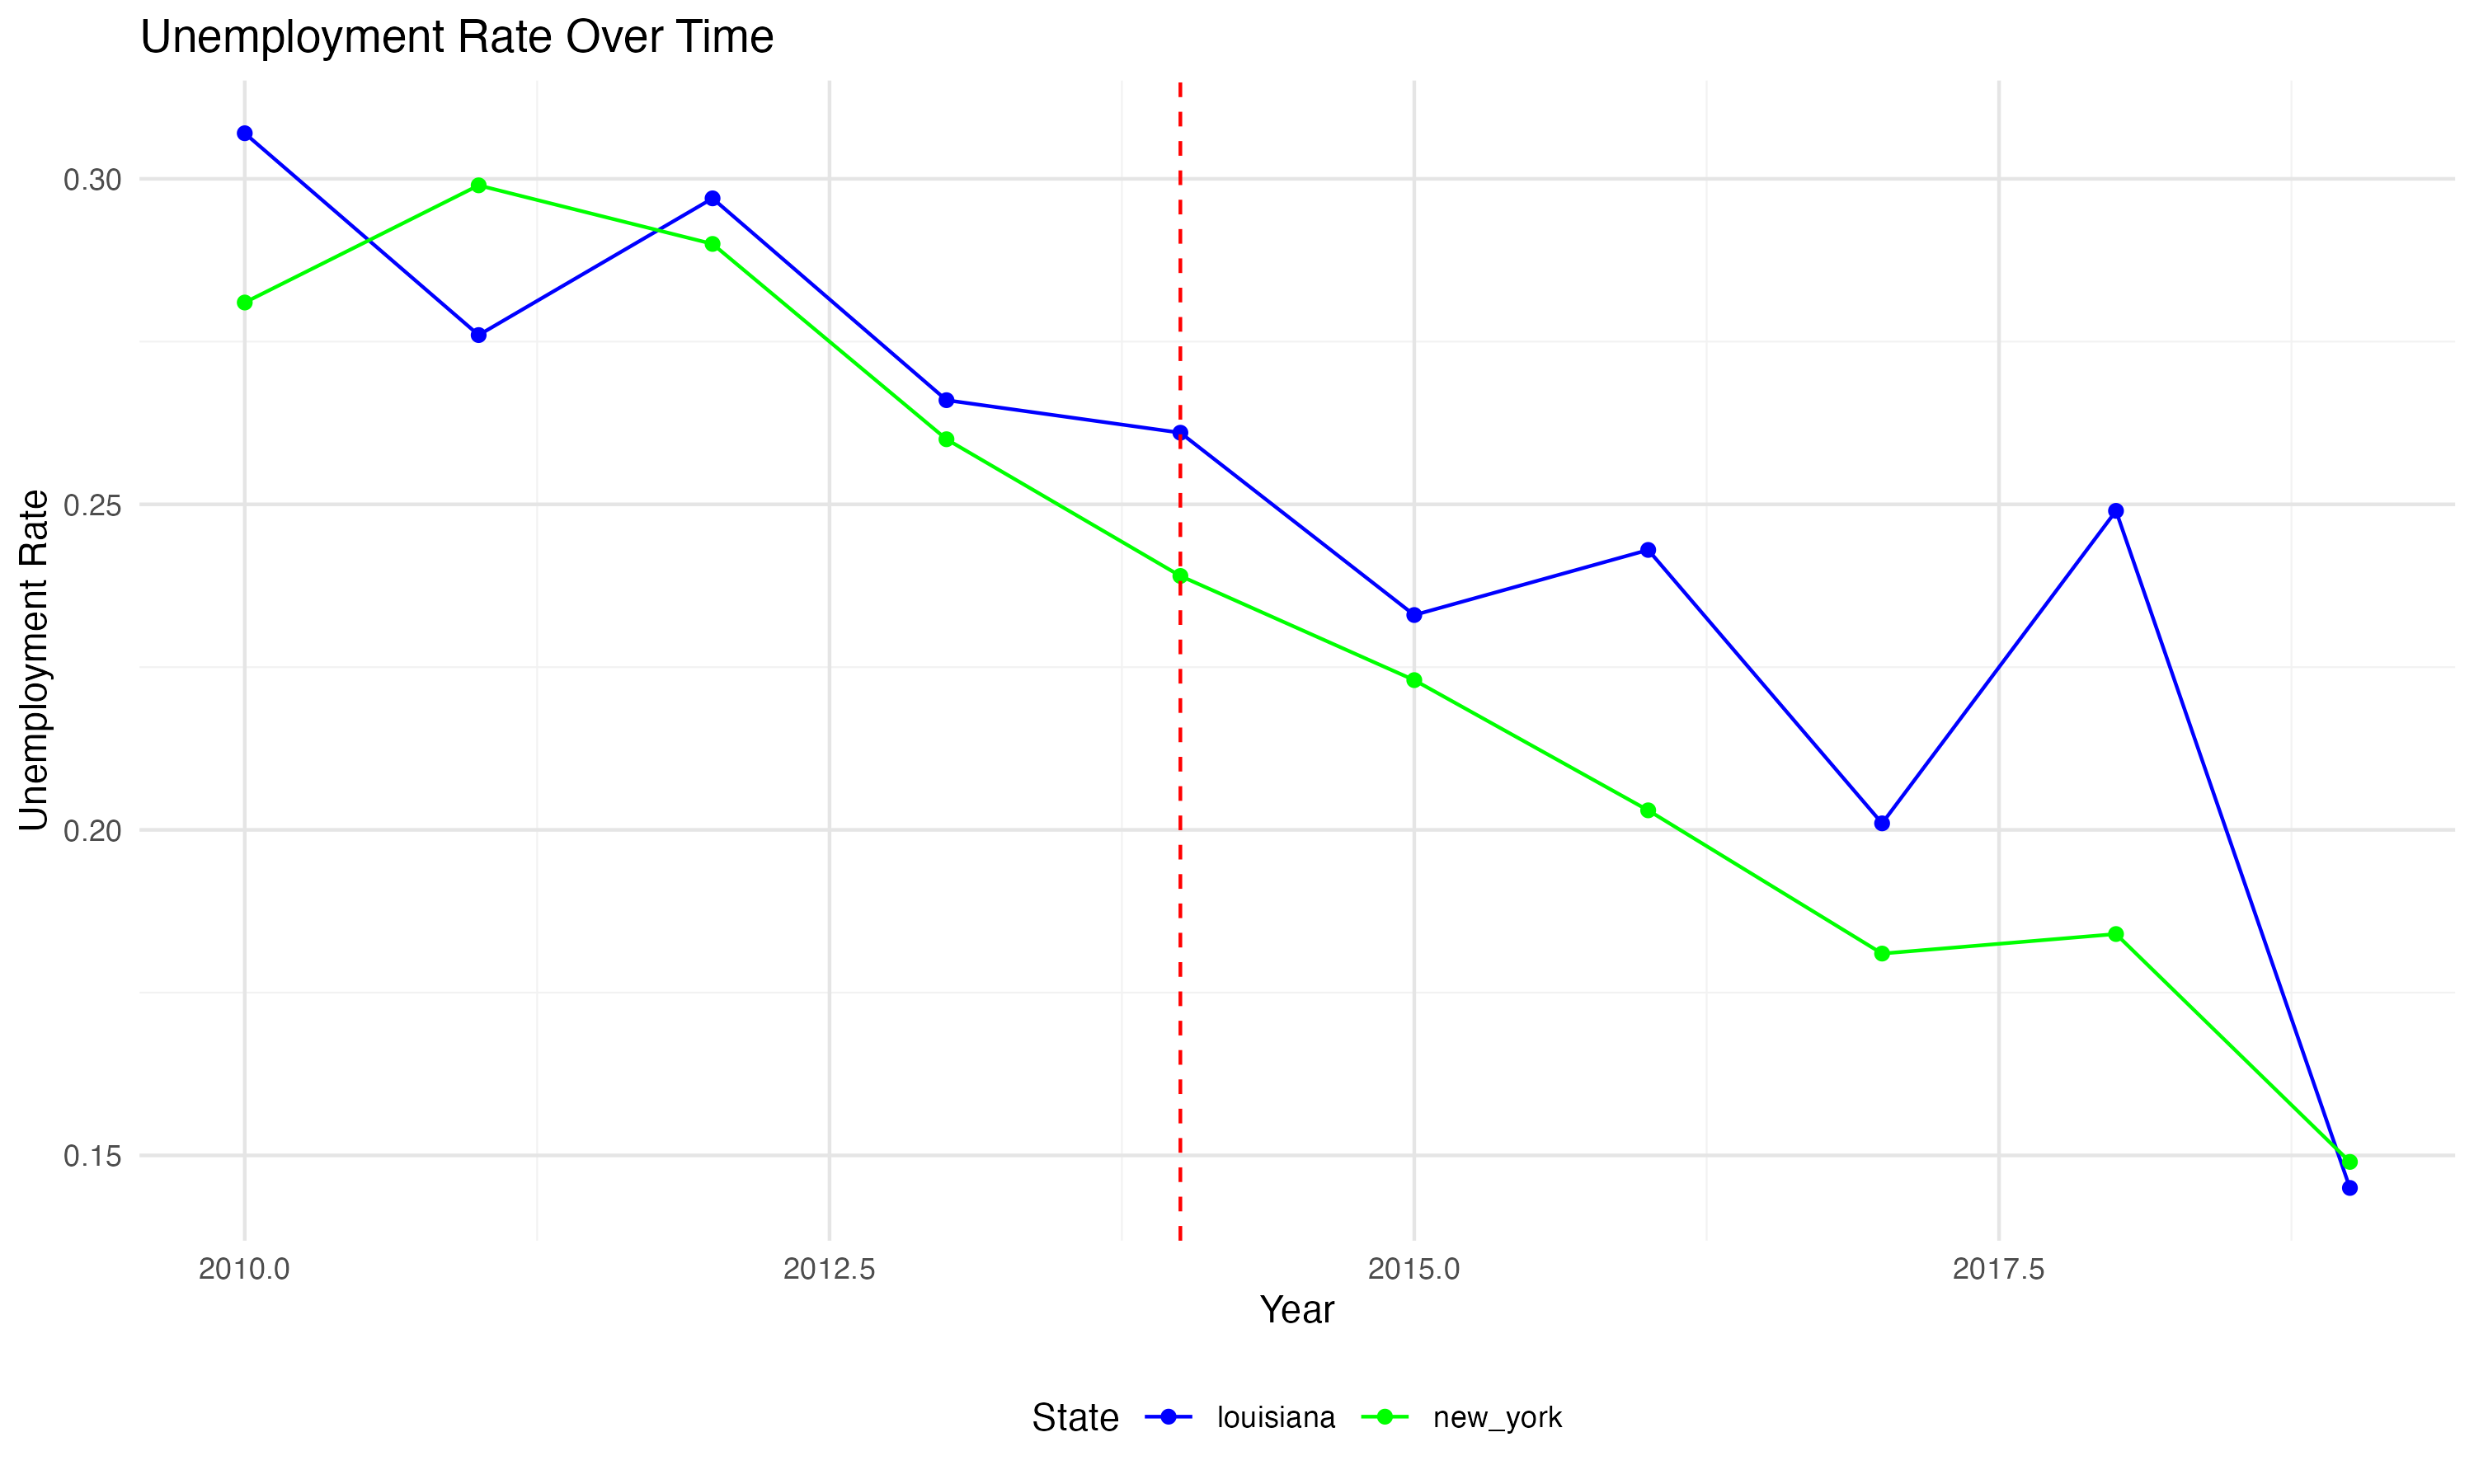 Unemployment Rate Over Time
Unemployment Rate
0.30
0.25
0.20
0.15
2010.0 2012.5 2015.0 2017.5
Year
State louisiana new_york